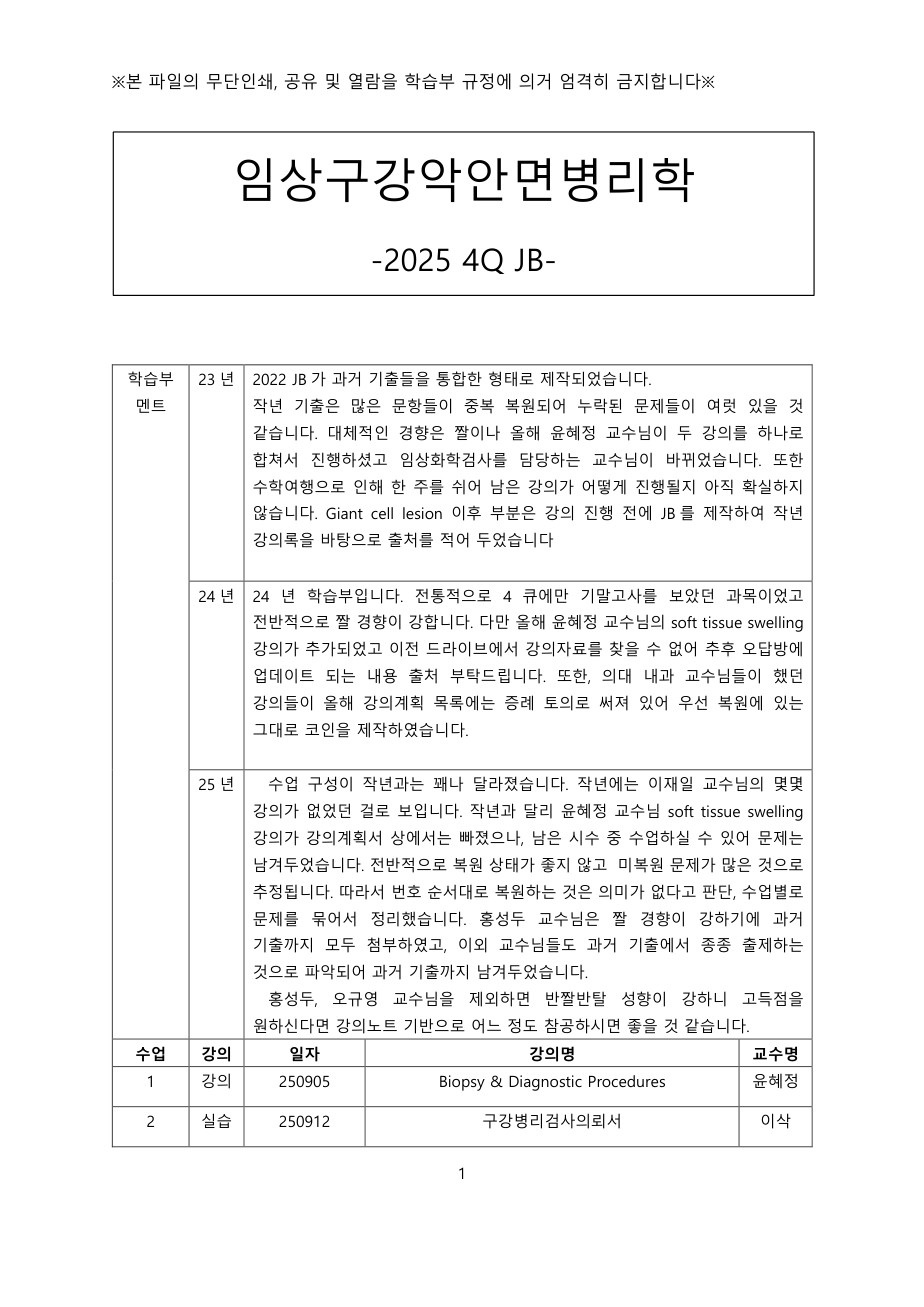 ※본 파일의 무단인쇄, 공유 및 열람을 학습부 규정에 의거 엄격히 금지합니다※
임상구강악안면병리학
-2025 4Q JB-
학습부 멘트
23 년
2022 JB 가 과거 기출들을 통합한 형태로 제작되었습니다.
작년 기출은 많은 문항들이 중복 복원되어 누락된 문제들이 여럿 있을 것
같습니다. 대체적인 경향은 짤이나 올해 윤혜정 교수님이 두 강의를 하나로
합쳐서 진행하셨고 임상화학검사를 담당하는 교수님이 바뀌었습니다. 또한
수학여행으로 인해 한 주를 쉬어 남은 강의가 어떻게 진행될지 아직 확실하지
않습니다. Giant cell lesion 이후 부분은 강의 진행 전에 JB 를 제작하여 작년
강의록을 바탕으로 출처를 적어 두었습니다
24 년
24 년 학습부입니다. 전통적으로 4 큐에만 기말고사를 보았던 과목이었고
전반적으로 짤 경향이 강합니다. 다만 올해 윤혜정 교수님의 soft tissue swelling
강의가 추가되었고 이전 드라이브에서 강의자료를 찾을 수 없어 추후 오답방에
업데이트 되는 내용 출처 부탁드립니다. 또한, 의대 내과 교수님들이 했던
강의들이 올해 강의계획 목록에는 증례 토의로 써져 있어 우선 복원에 있는
그대로 코인을 제작하였습니다.
25 년
수업 구성이 작년과는 꽤나 달라졌습니다. 작년에는 이재일 교수님의 몇몇
강의가 없었던 걸로 보입니다. 작년과 달리 윤혜정 교수님 soft tissue swelling
강의가 강의계획서 상에서는 빠졌으나, 남은 시수 중 수업하실 수 있어 문제는
남겨두었습니다. 전반적으로 복원 상태가 좋지 않고 미복원 문제가 많은 것으로
추정됩니다. 따라서 번호 순서대로 복원하는 것은 의미가 없다고 판단, 수업별로
문제를 묶어서 정리했습니다. 홍성두 교수님은 짤 경향이 강하기에 과거
기출까지 모두 첨부하였고, 이외 교수님들도 과거 기출에서 종종 출제하는
것으로 파악되어 과거 기출까지 남겨두었습니다.
홍성두, 오규영 교수님을 제외하면 반짤반탈 성향이 강하니 고득점을
원하신다면 강의노트 기반으로 어느 정도 참공하시면 좋을 것 같습니다.
수업 강의 일자 강의명 교수명
1 강의 250905 Biopsy & Diagnostic Procedures 윤혜정
2 실습 250912 구강병리검사의뢰서 이삭
1